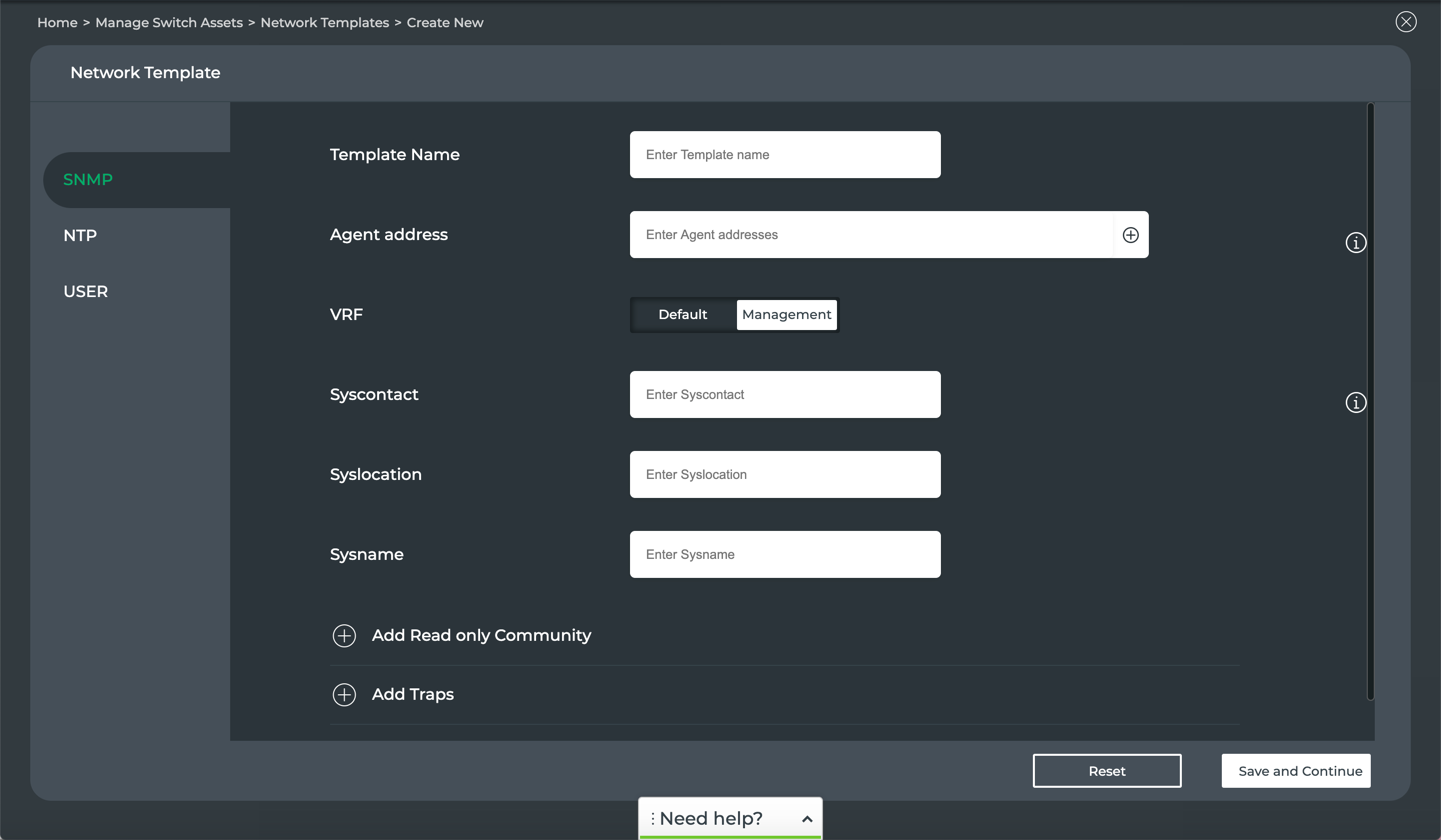 Home > Manage Switch Assets > Network Templates > Create New
Network Template
SNMP
NTP
USER
Template Name
Enter Template name
Agent address
Enter Agent addresses
VRF
Default
Management
Syscontact
Enter Syscontact
Syslocation
Enter Syslocation
Sysname
Enter Sysname
Add Read only Community
Add Traps
Reset
Save and Continue
Need help?